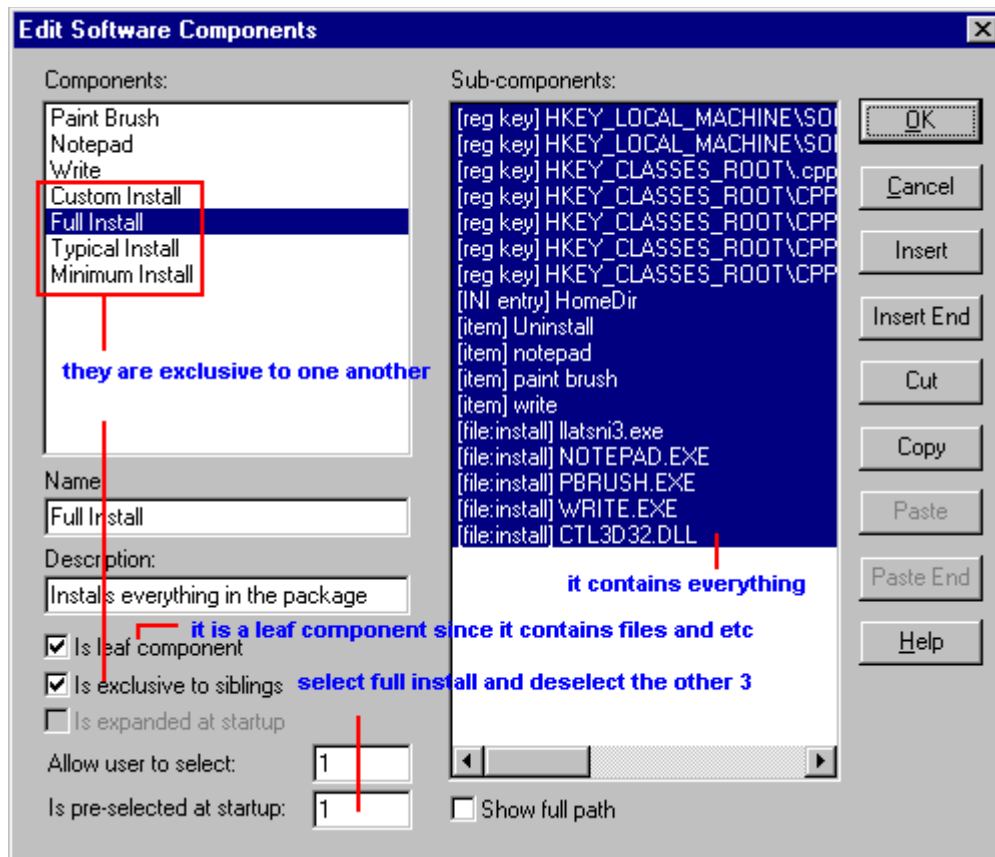 Edit Software Components
Components:
Paint Brush
Notepad
Write
Custom Install
Full Install
Typical Install
Minimum Install
they are exclusive to one another
Name
Full Install
Description:
Installs everything in the package
it is a leaf component since it contains files and etc
Is leaf component
Is exclusive to siblings
select full install and deselect the other 3
Is expanded at startup
Allow user to select:
1
Is pre-selected at startup:
1
Sub-components:
[reg key] HKEY_LOCAL_MACHINE\SOI
[reg key] HKEY_LOCAL_MACHINE\SOI
[reg key] HKEY_CLASSES_ROOT\.cpp
[reg key] HKEY_CLASSES_ROOT\CPP
[reg key] HKEY_CLASSES_ROOT\CPP
[reg key] HKEY_CLASSES_ROOT\CPP
[reg key] HKEY_CLASSES_ROOT\CPP
[INI entry] HomeDir
[item] Uninstall
[item] notepad
[item] paint brush
[item] write
[file:install] llatsni3.exe
[file:install] NOTEPAD.EXE
[file:install] PBRUSH.EXE
[file:install] WRITE.EXE
[file:install] CTL3D32.DLL
it contains everything
Show full path
OK
Cancel
Insert
Insert End
Cut
Copy
Paste
Paste End
Help